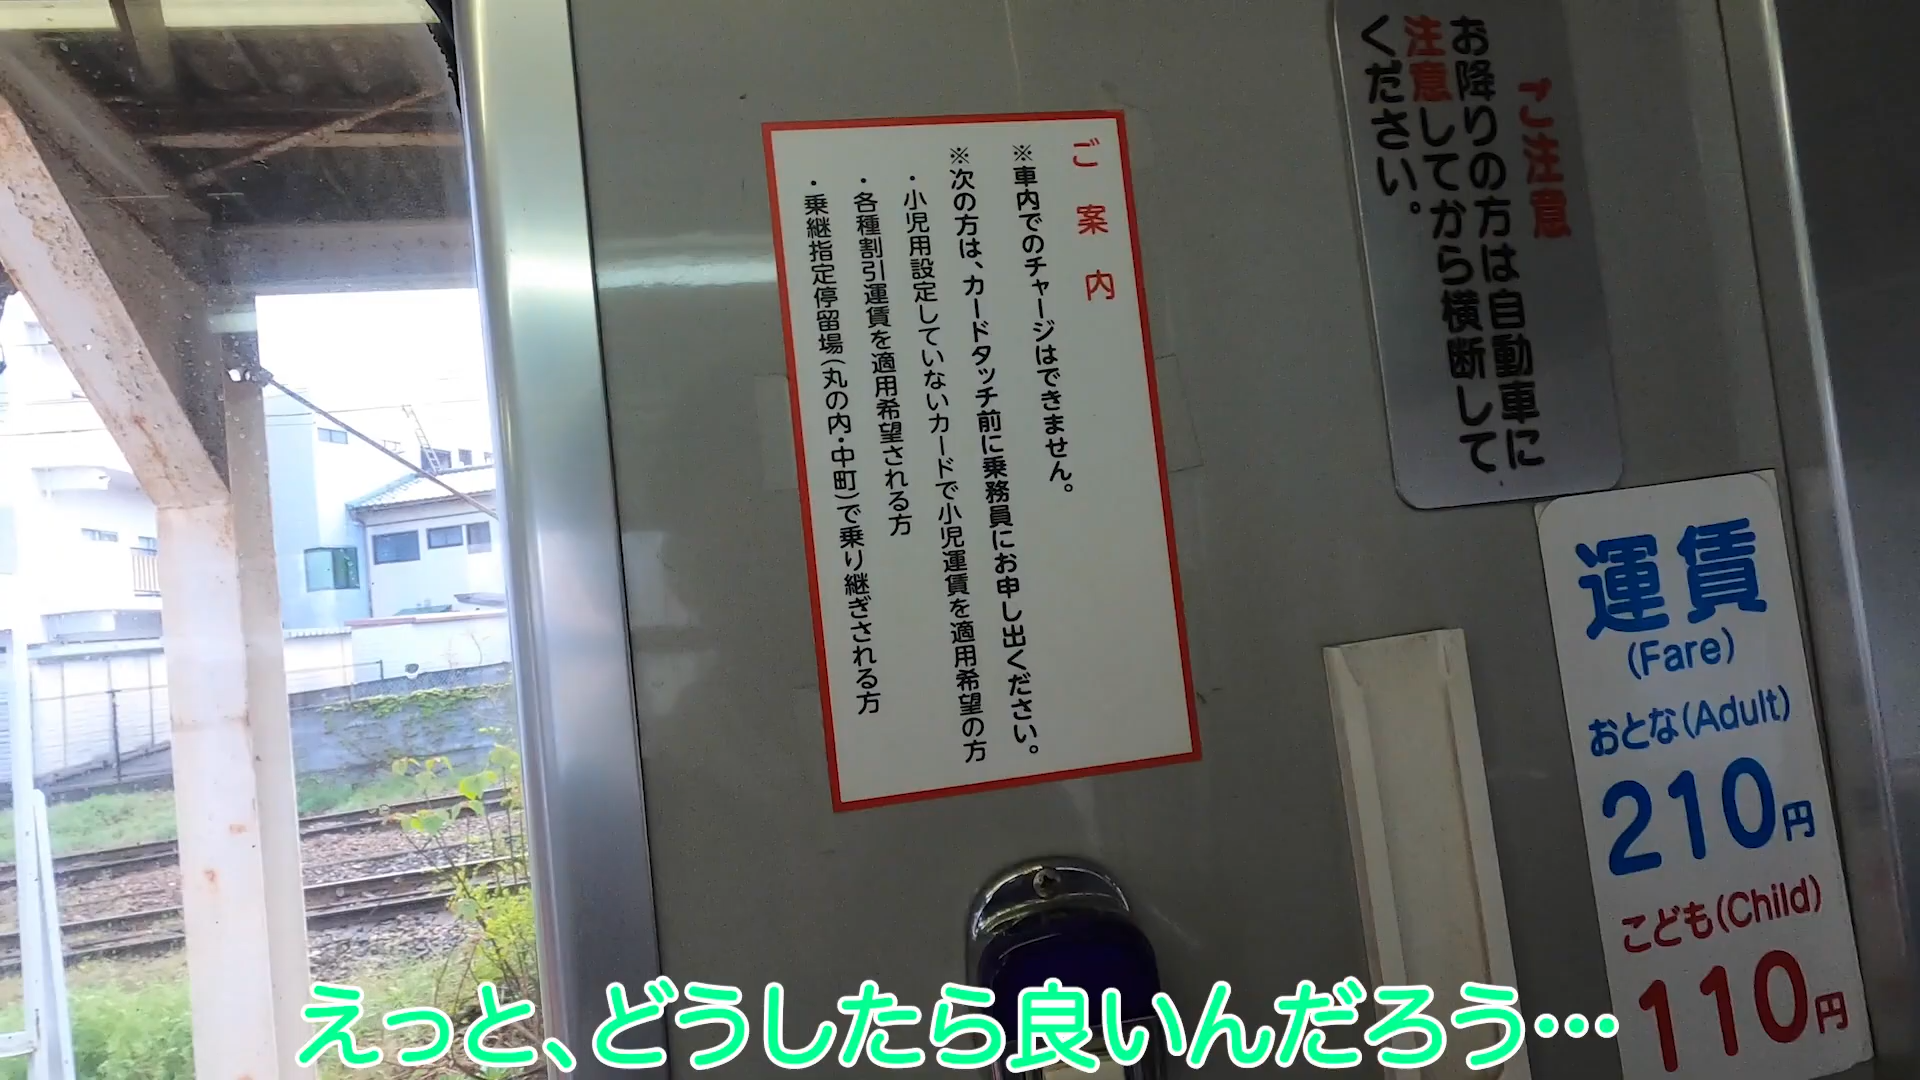 ご案内
※車内でのチャージはできません。
※次の方は、カードタッチ前に乗務員にお申し出ください。
・小児用設定していないカードで小児運賃を適用希望の方
・各種割引運賃を適用希望される方
・乗継指定停留場(丸の内・中町)で乗り継ぎされる方
ご注意
お降りの方は自動車に
注意してから横断して
ください。
運賃
(Fare)
おとな(Adult)
210円
こども(Child)
110円
えっと、どうしたら良いんだろう…